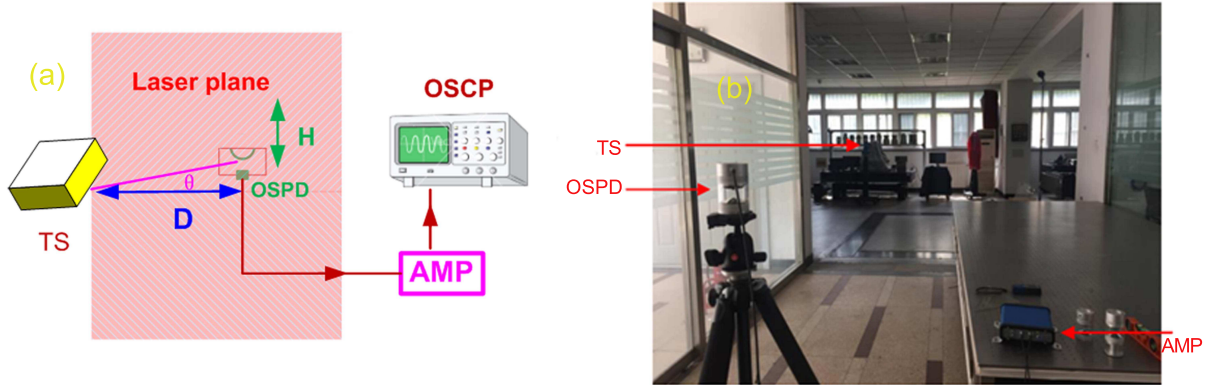 (a)
Laser plane
H
OSCP
θ
OSPD
D
TS
AMP
(b)
TS
OSPD
AMP